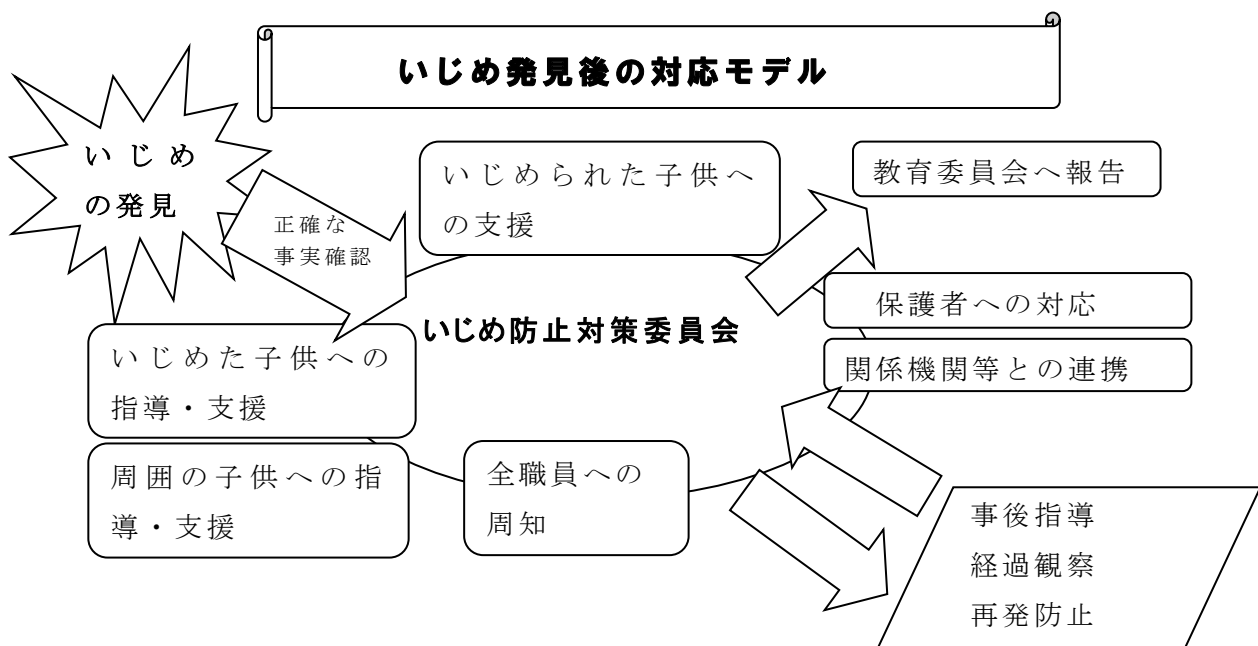 いじめ発見後の対応モデル
いじめ
の発見
正確な
事実確認
いじめられた子供へ
の支援
教育委員会へ報告
保護者への対応
いじめ防止対策委員会
関係機関等との連携
いじめた子供への
指導・支援
周囲の子供への指
導・支援
全職員への
周知
事後指導
経過観察
再発防止